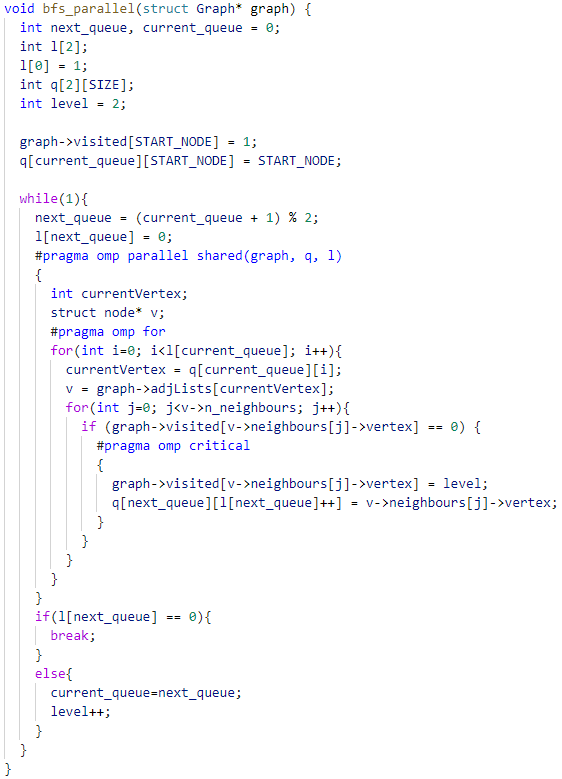 void bfs_parallel(struct Graph* graph) {
  int next_queue, current_queue = 0;
  int l[2];
  l[0] = 1;
  int q[2][SIZE];
  int level = 2;

  graph->visited[START_NODE] = 1;
  q[current_queue][START_NODE] = START_NODE;

  while(1){
    next_queue = (current_queue + 1) % 2;
    l[next_queue] = 0;
    #pragma omp parallel shared(graph, q, l)
    {
      int currentVertex;
      struct node* v;
      #pragma omp for
      for(int i=0; i<l[current_queue]; i++){
        currentVertex = q[current_queue][i];
        v = graph->adjLists[currentVertex];
        for(int j=0; j<v->n_neighbours; j++){
          if (graph->visited[v->neighbours[j]->vertex] == 0) {
            #pragma omp critical
            {
              graph->visited[v->neighbours[j]->vertex] = level;
              q[next_queue][l[next_queue]++] = v->neighbours[j]->vertex;
            }
          }
        }
      }
    }
    if(l[next_queue] == 0){
      break;
    }
    else{
      current_queue=next_queue;
      level++;
    }
  }
}